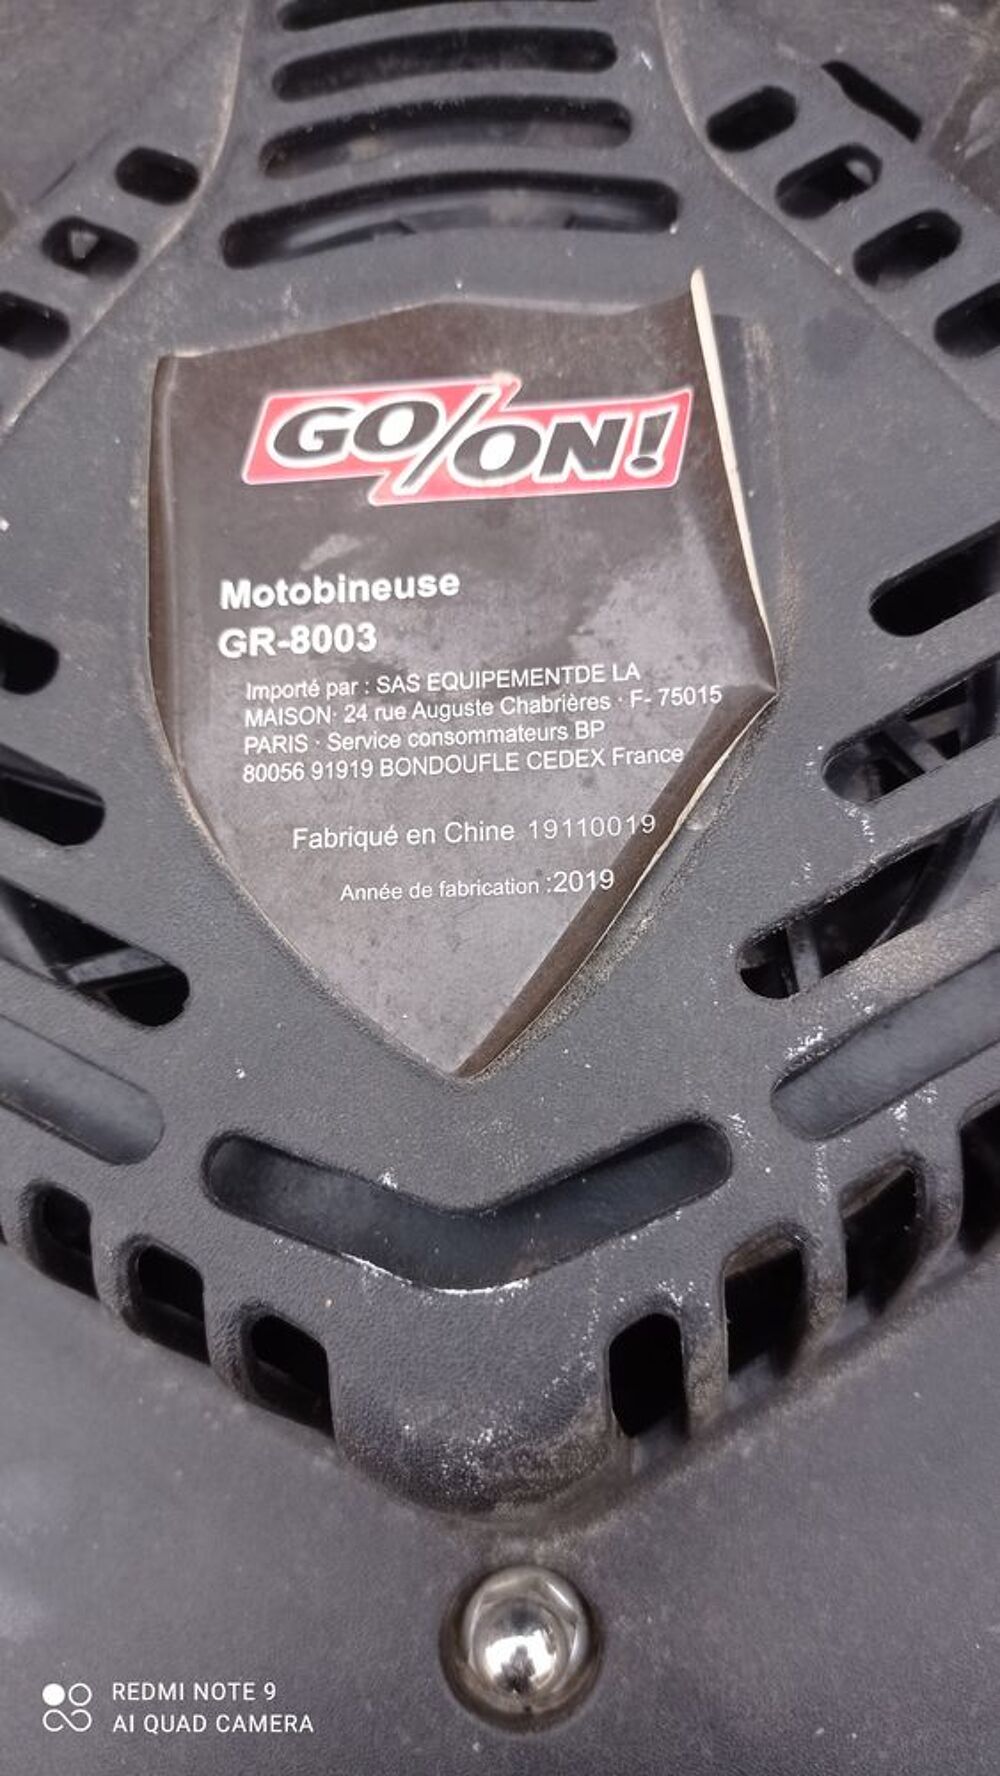 GO/ON!
Motobineuse
GR-8003
Importé par : SAS EQUIPEMENTDE LA
MAISON· 24 rue Auguste Chabrières · F- 75015
PARIS · Service consommateurs BP
80056 91919 BONDOUFLE CEDEX France
Fabriqué en Chine 19110019
Année de fabrication :2019
REDMI NOTE 9
AI QUAD CAMERA